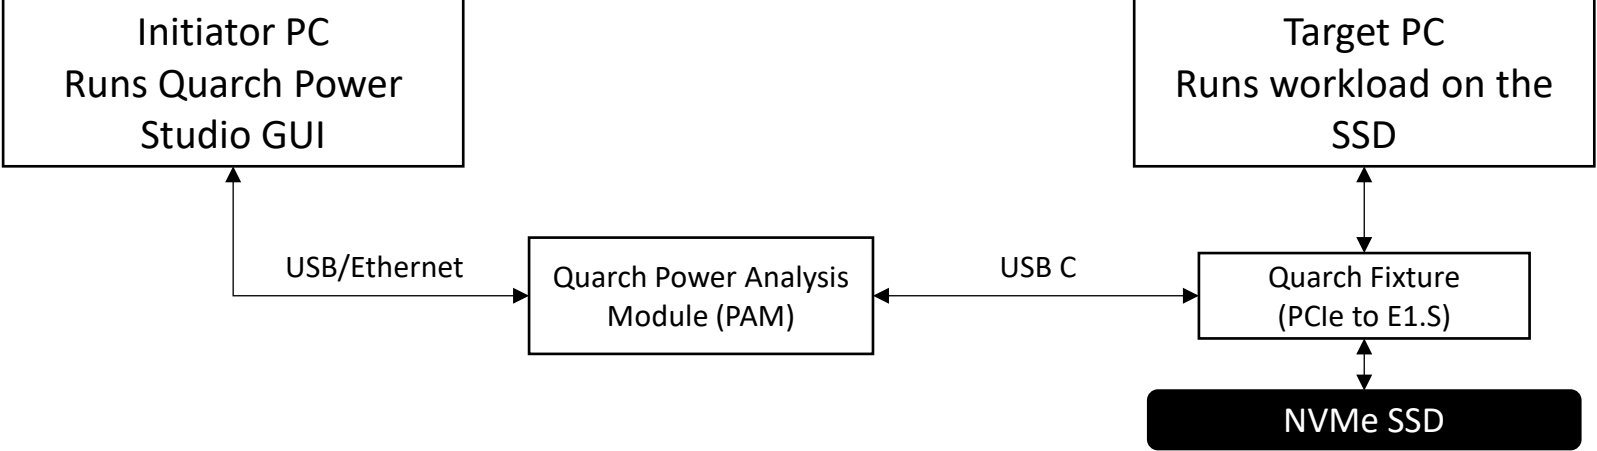 Initiator PC
Runs Quarch Power
Studio GUI
Target PC
Runs workload on the
SSD
USB/Ethernet
Quarch Power Analysis
Module (PAM)
USB C
Quarch Fixture
(PCIe to E1.S)
NVMe SSD